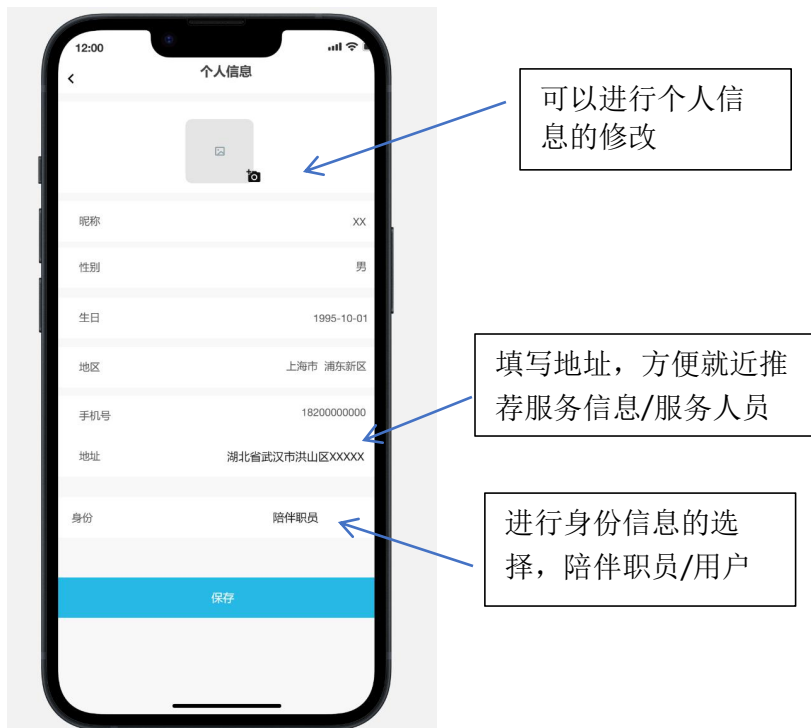 12:00
个人信息
可以进行个人信
息的修改
昵称 XX
性别 男
生日 1995-10-01
地区 上海市 浦东新区
填写地址，方便就近推
荐服务信息/服务人员
手机号 18200000000
地址 湖北省武汉市洪山区XXXXX
身份 陪伴职员
进行身份信息的选
择，陪伴职员/用户
保存